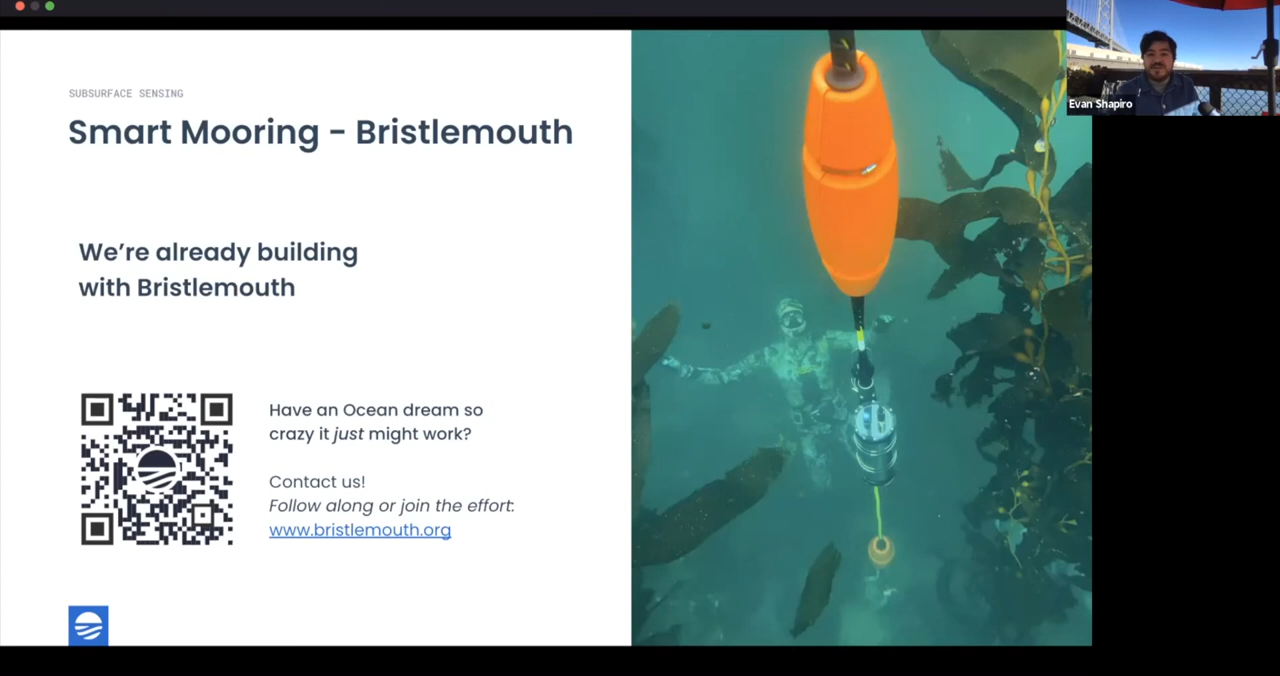 SUBSURFACE SENSING
Smart Mooring - Bristlemouth
We’re already building
with Bristlemouth
Have an Ocean dream so
crazy it just might work?
Contact us!
Follow along or join the effort:
www.bristlemouth.org
Evan Shapiro